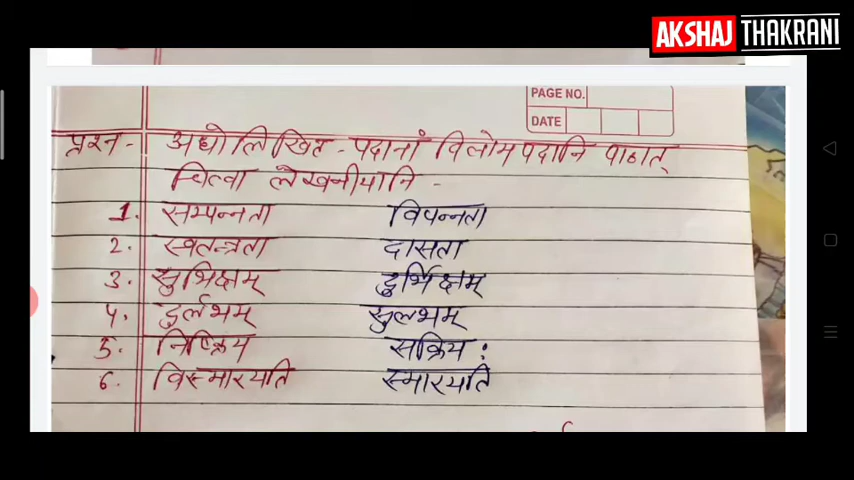 AKSHAJ THAKRANI
PAGE NO.
DATE
प्रश्न - अधोलिखित - पदानां विलोमपदानि पाठात्
चित्वा लेखनीयानि -
1. सम्पन्नता विपन्नता
2. स्वतन्त्रता दासता
3. सुभिक्षम् दुर्भिक्षम्
4. दुर्लभम् सुलभम्
5. निष्क्रिय सक्रिय:
6. विस्मारयति स्मारयति